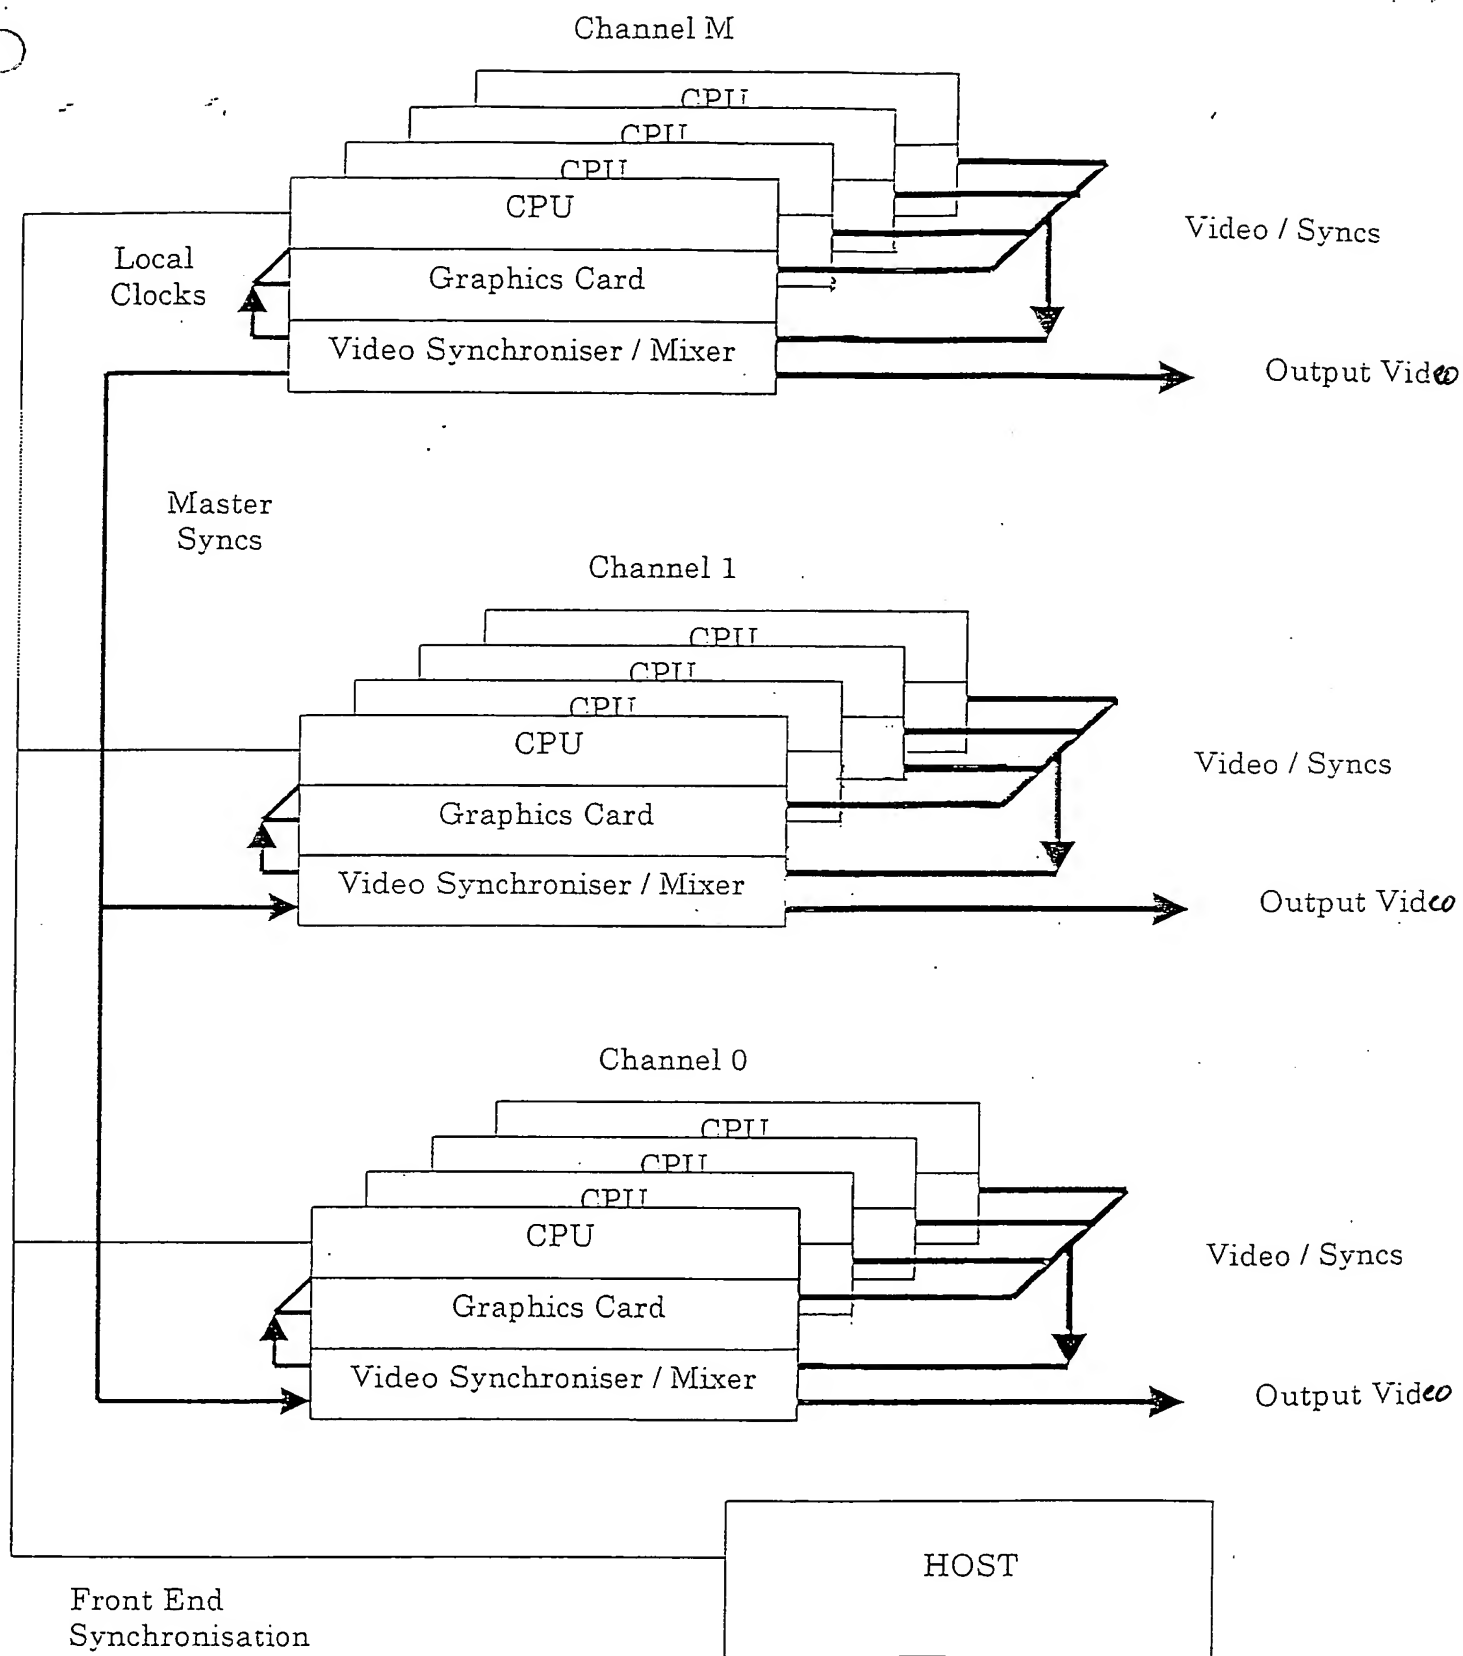 Channel M
CPU
CPU
CPU
CPU
Local
Clocks
Graphics Card
Video Synchroniser / Mixer
Video / Syncs
Output Video
Master
Syncs
Channel 1
CPU
CPU
CPU
CPU
Graphics Card
Video Synchroniser / Mixer
Video / Syncs
Output Video
Channel 0
CPU
CPU
CPU
CPU
Graphics Card
Video Synchroniser / Mixer
Video / Syncs
Output Video
HOST
Front End
Synchronisation